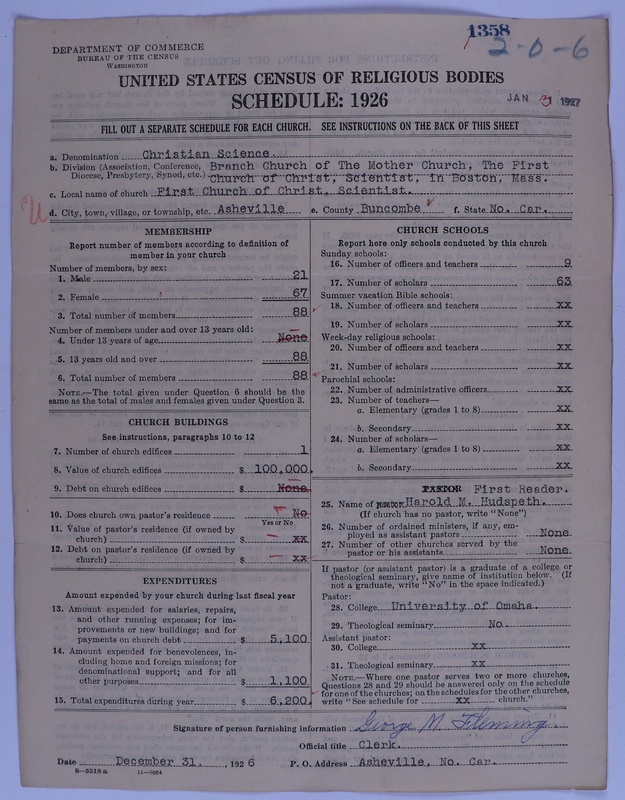 1358
2-0-6
DEPARTMENT OF COMMERCE
BUREAU OF THE CENSUS
WASHINGTON
UNITED STATES CENSUS OF RELIGIOUS BODIES
SCHEDULE: 1926
JAN 3 1927
FILL OUT A SEPARATE SCHEDULE FOR EACH CHURCH. SEE INSTRUCTIONS ON THE BACK OF THIS SHEET
a. Denomination Christian Science.
b. Division (Association, Conference, Branch Church of The Mother Church, The First
Diocese, Presbytery, Synod, etc.) Church of Christ, Scientist, in Boston, Mass.
c. Local name of church First Church of Christ, Scientist.
U d. City, town, village, or township, etc. Asheville e. County Buncombe f. State No. Car.
MEMBERSHIP
Report number of members according to definition of
member in your church
Number of members, by sex:
1. Male 21
2. Female 67
3. Total number of members 88
Number of members under and over 13 years old:
4. Under 13 years of age None
5. 13 years old and over 88
6. Total number of members 88
NOTE.—The total given under Question 6 should be
same as the total of males and females given under Question 3.
CHURCH BUILDINGS
See instructions, paragraphs 10 to 12
7. Number of church edifices 1
8. Value of church edifices $ 100,000.
9. Debt on church edifices $ None.
10. Does church own pastor's residence No
Yes or No
11. Value of pastor's residence (if owned by
church) $ xx
12. Debt on pastor's residence (if owned by
church) $ xx
EXPENDITURES
Amount expended by your church during last fiscal year
13. Amount expended for salaries, repairs,
and other running expenses; for im-
provements or new buildings; and for
payments on church debt $ 5,100
14. Amount expended for benevolences, in-
cluding home and foreign missions; for
denominational support; and for all
other purposes $ 1,100
15. Total expenditures during year $ 6,200.
CHURCH SCHOOLS
Report here only schools conducted by this church
Sunday schools:
16. Number of officers and teachers 9
17. Number of scholars 63
Summer vacation Bible schools:
18. Number of officers and teachers xx
19. Number of scholars xx
Week-day religious schools:
20. Number of officers and teachers xx
21. Number of scholars xx
Parochial schools:
22. Number of administrative officers xx
23. Number of teachers—
a. Elementary (grades 1 to 8) xx
b. Secondary xx
24. Number of scholars—
a. Elementary (grades 1 to 8) xx
b. Secondary xx
PASTOR First Reader.
25. Name of pastor Harold M. Hudspeth.
(If church has no pastor, write "None")
26. Number of ordained ministers, if any, em-
ployed as assistant pastors None
27. Number of other churches served by the
pastor or his assistants None.
If pastor (or assistant pastor) is a graduate of a college or
theological seminary, give name of institution below. (If
not a graduate, write "No" in the space indicated.)
Pastor:
28. College University of Omaha.
29. Theological seminary No
Assistant pastor:
30. College xx
31. Theological seminary xx
NOTE.—Where one pastor serves two or more churches,
Questions 28 and 29 should be answered only on the schedule
for one of the churches; on the schedules for the other churches,
write "See schedule for xx church."
Signature of person furnishing information George M. Fleming
Official title Clerk.
Date December 31. , 1926 P. O. Address Asheville, No. Car.
8—5518a 11—9054